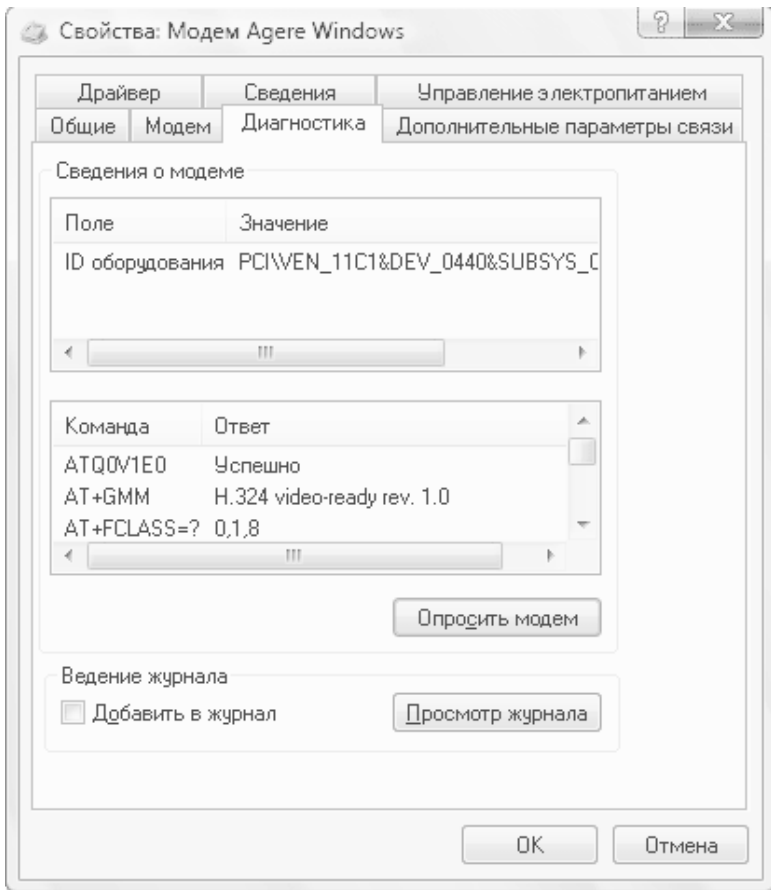 Свойства: Модем Agere Windows
Драйвер Сведения Управление электропитанием
Общие Модем Диагностика Дополнительные параметры связи
Сведения о модеме
Поле Значение
ID оборудования PCI\VEN_11C1&DEV_0440&SUBSYS_0
Команда Ответ
ATQ0V1E0 Успешно
AT+GMM H.324 video-ready rev. 1.0
AT+FCLASS=? 0,1,8
Опросить модем
Ведение журнала
Добавить в журнал Просмотр журнала
OK Отмена